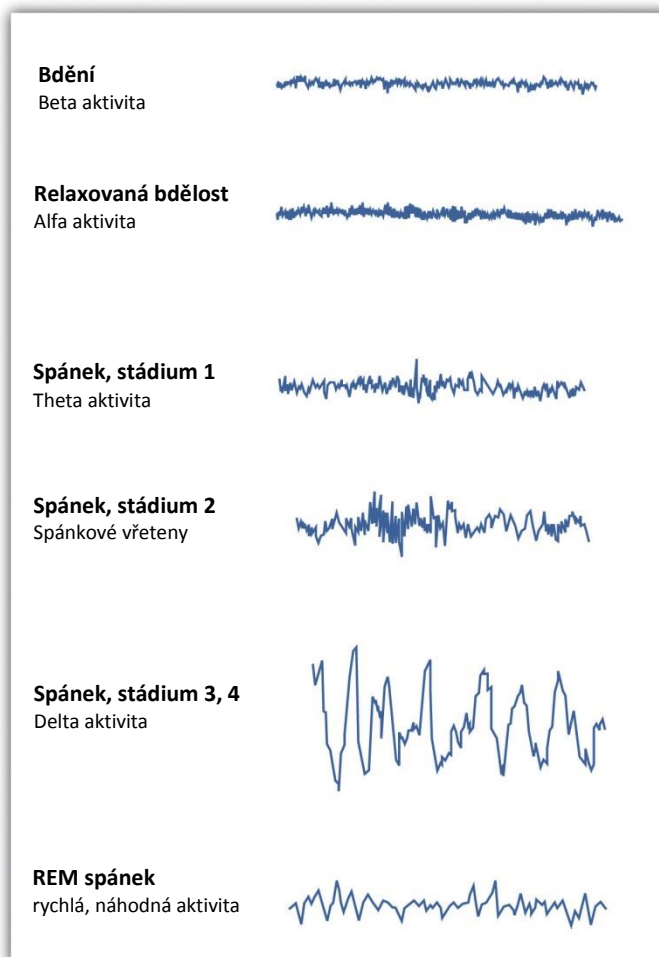 Bdění
Beta aktivita
Relaxovaná bdělost
Alfa aktivita
Spánek, stádium 1
Theta aktivita
Spánek, stádium 2
Spánkové vřeteny
Spánek, stádium 3, 4
Delta aktivita
REM spánek
rychlá, náhodná aktivita